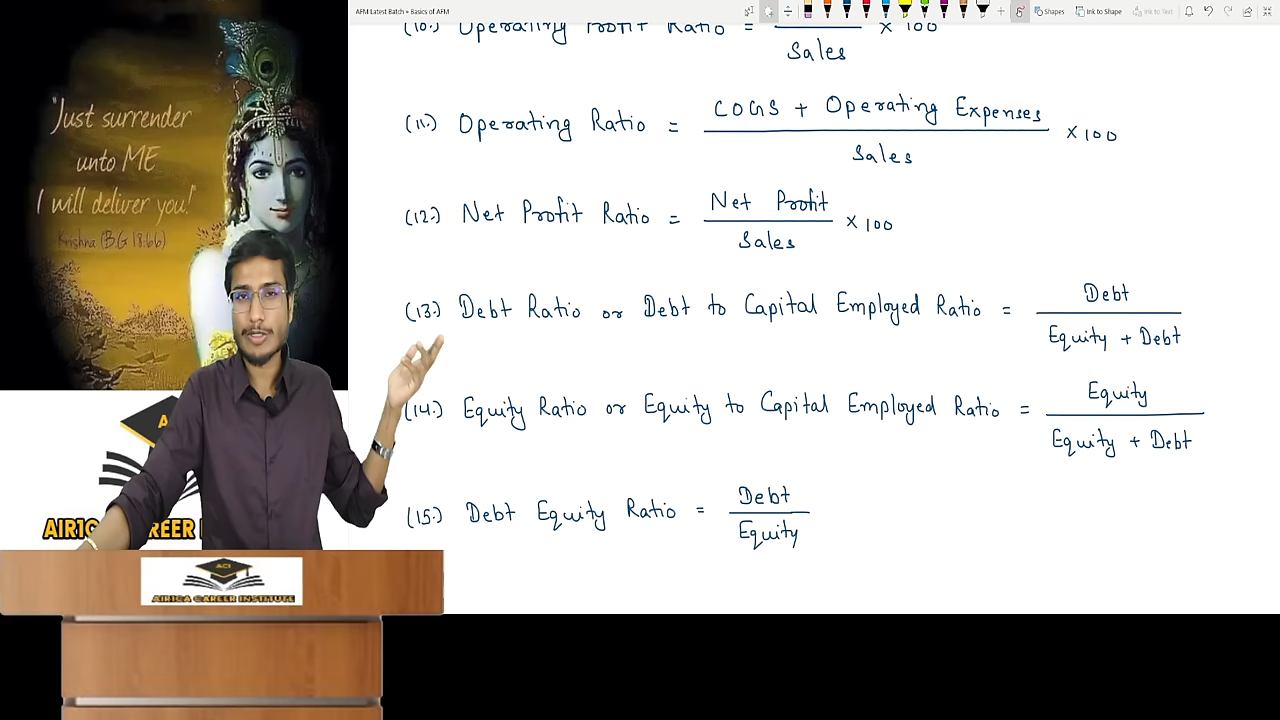 AFM Latest Batch » Basics of AFM
Shapes
Ink to Shape
Ink to Text
"Just surrender
unto ME
I will deliver you!"
Krishna (BG 18:66)
(10.) Operating Profit Ratio = ─── × 100
Sales
(11.) Operating Ratio = COGS + Operating Expenses × 100
Sales
(12.) Net Profit Ratio = Net Profit × 100
Sales
(13.) Debt Ratio or Debt to Capital Employed Ratio = Debt
Equity + Debt
(14.) Equity Ratio or Equity to Capital Employed Ratio = Equity
Equity + Debt
(15.) Debt Equity Ratio = Debt
Equity
ACI
AIR1CA CAREER INSTITUTE